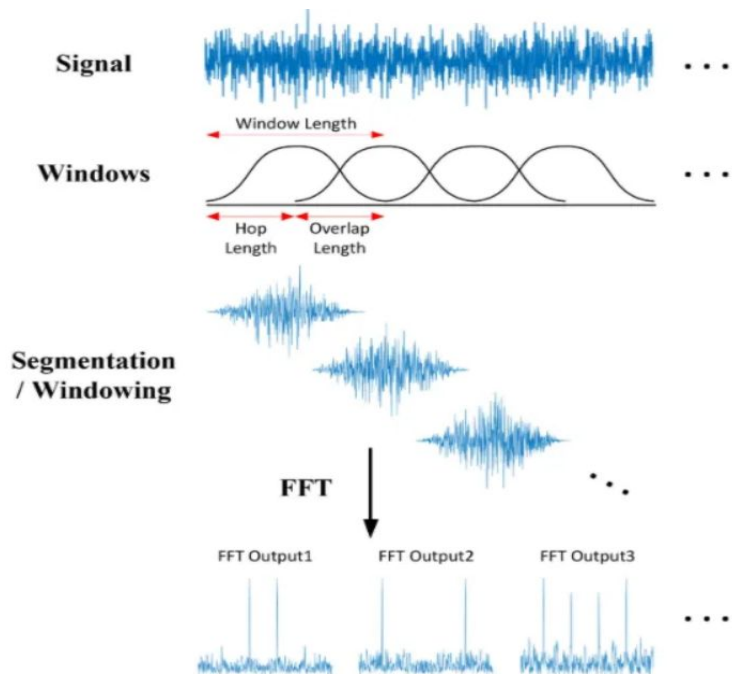 Signal
Window Length
Windows
Hop
Length
Overlap
Length
Segmentation
/ Windowing
FFT
FFT Output1
FFT Output2
FFT Output3